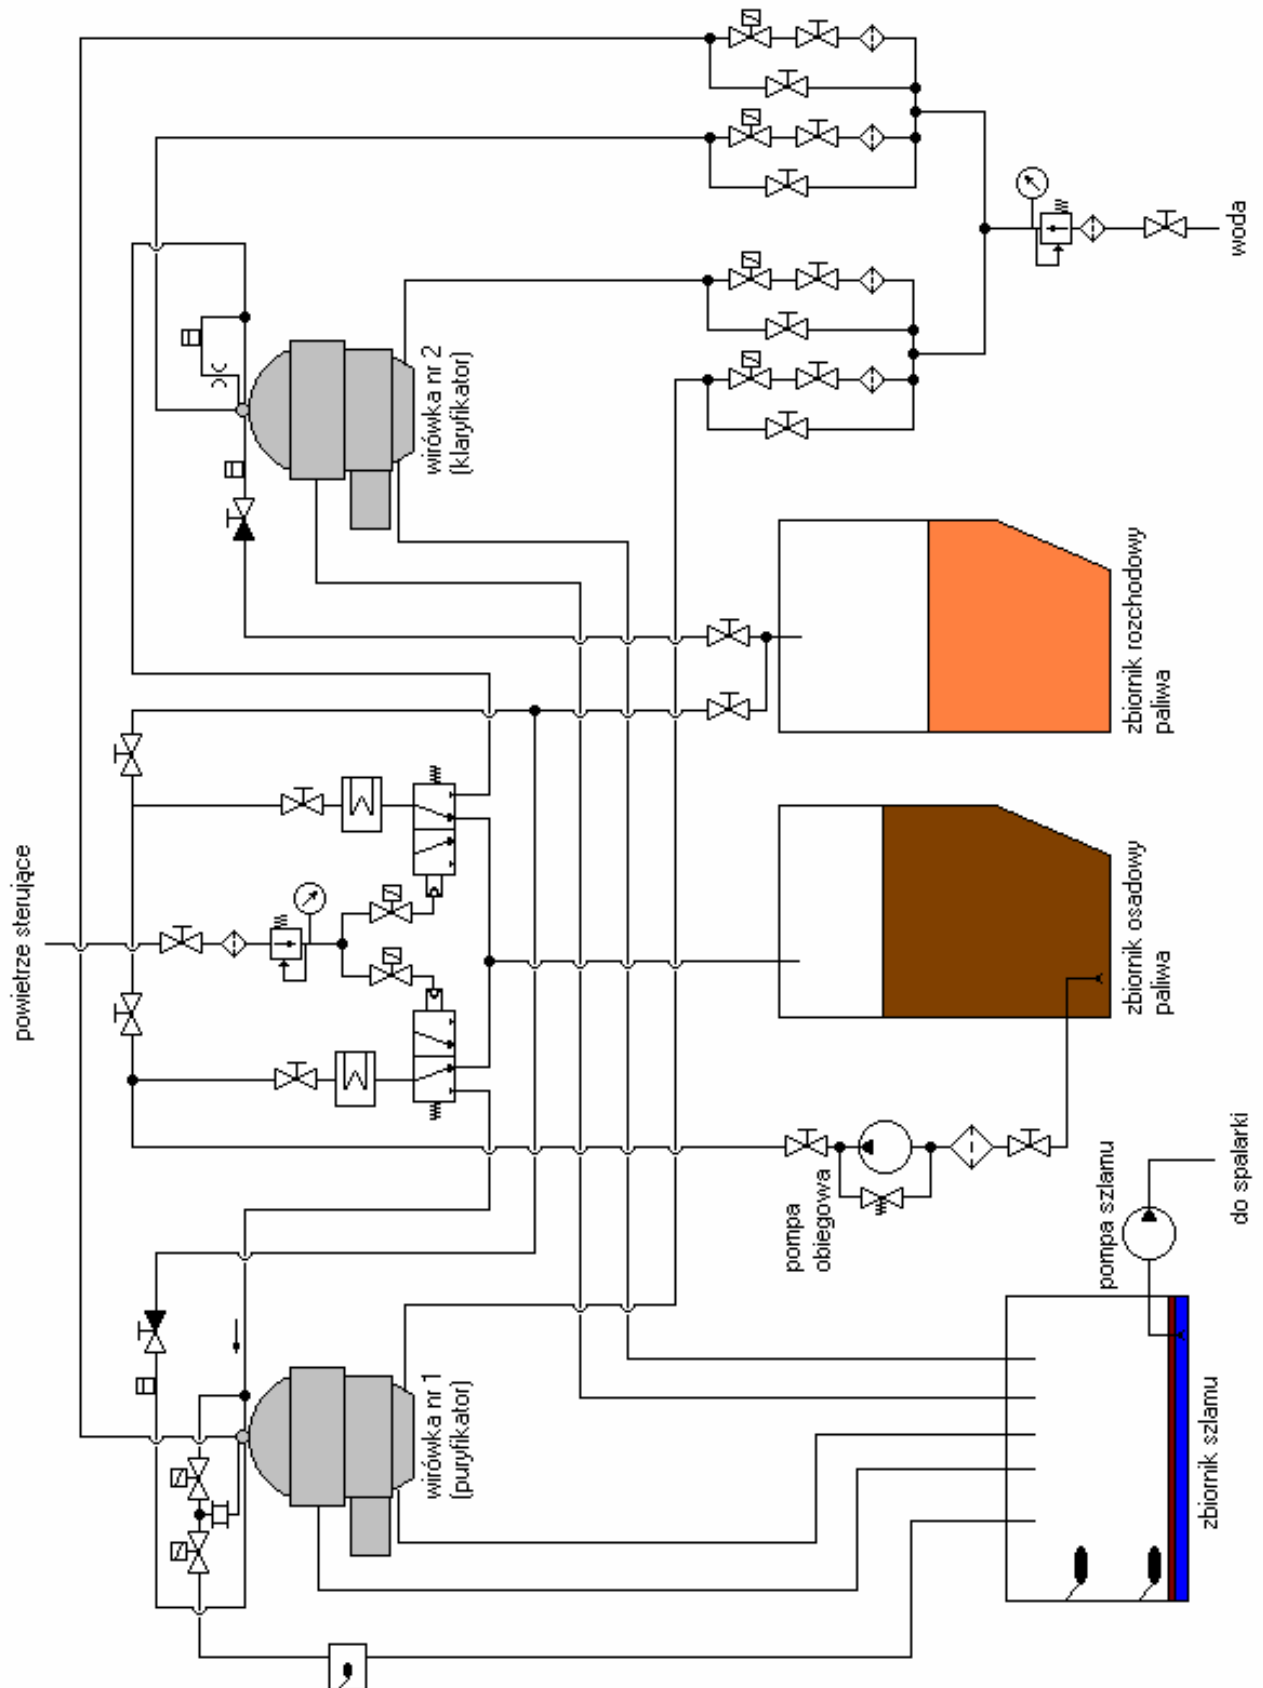 powietrze sterujące
wirówka nr 1
(puryfikator)
wirówka nr 2
(klaryfikator)
pompa
obiegowa
pompa szlamu
do spalarki
zbiornik szlamu
zbiornik osadowy
paliwa
zbiornik rozchodowy
paliwa
woda